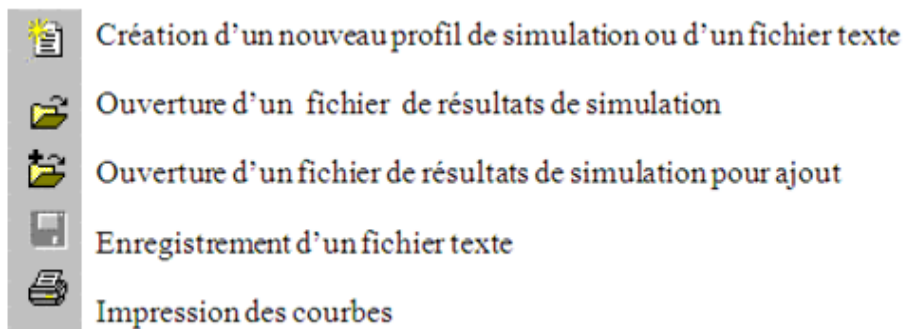 Création d'un nouveau profil de simulation ou d'un fichier texte
Ouverture d'un fichier de résultats de simulation
Ouverture d'un fichier de résultats de simulation pour ajout
Enregistrement d'un fichier texte
Impression des courbes